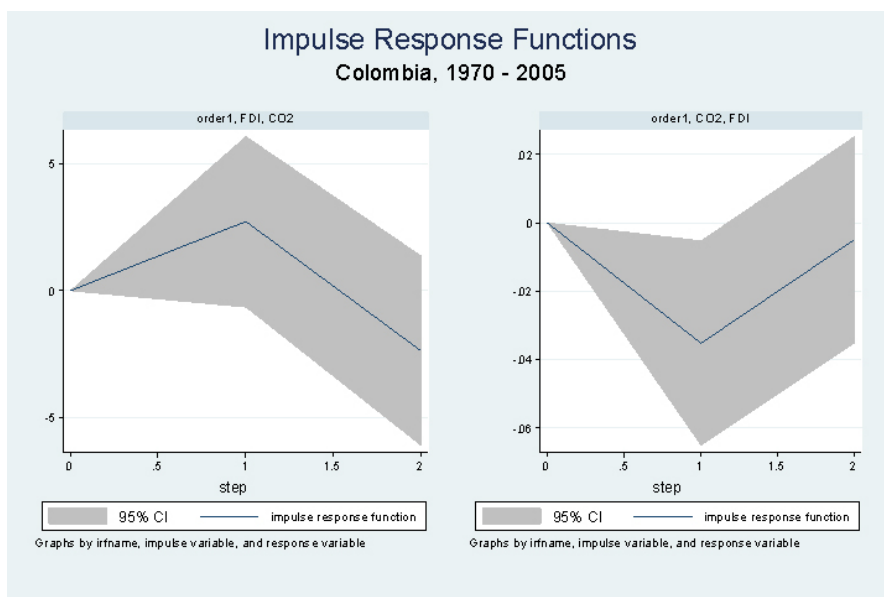 Impulse Response Functions
Colombia, 1970 - 2005
order1, FDI, CO2
5
0
-5
0
.5
1
1.5
2
step
95% CI
impulse response function
Graphs by irfname, impulse variable, and response variable
order1, CO2, FDI
.02
0
-.02
-.04
-.06
0
.5
1
1.5
2
step
95% CI
impulse response function
Graphs by irfname, impulse variable, and response variable